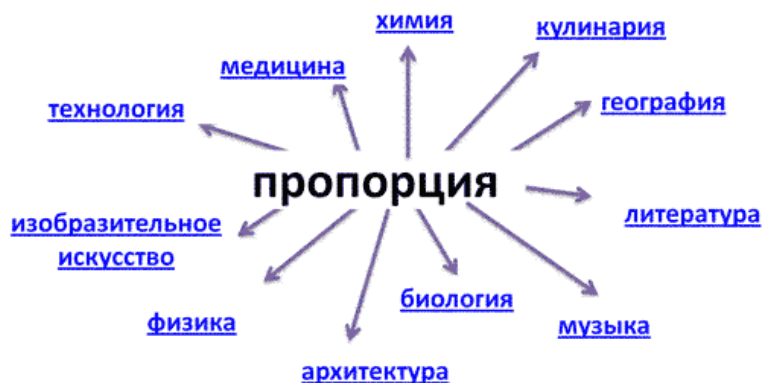 химия
кулинария
медицина
география
технология
пропорция
литература
изобразительное
искусство
биология
физика
музыка
архитектура